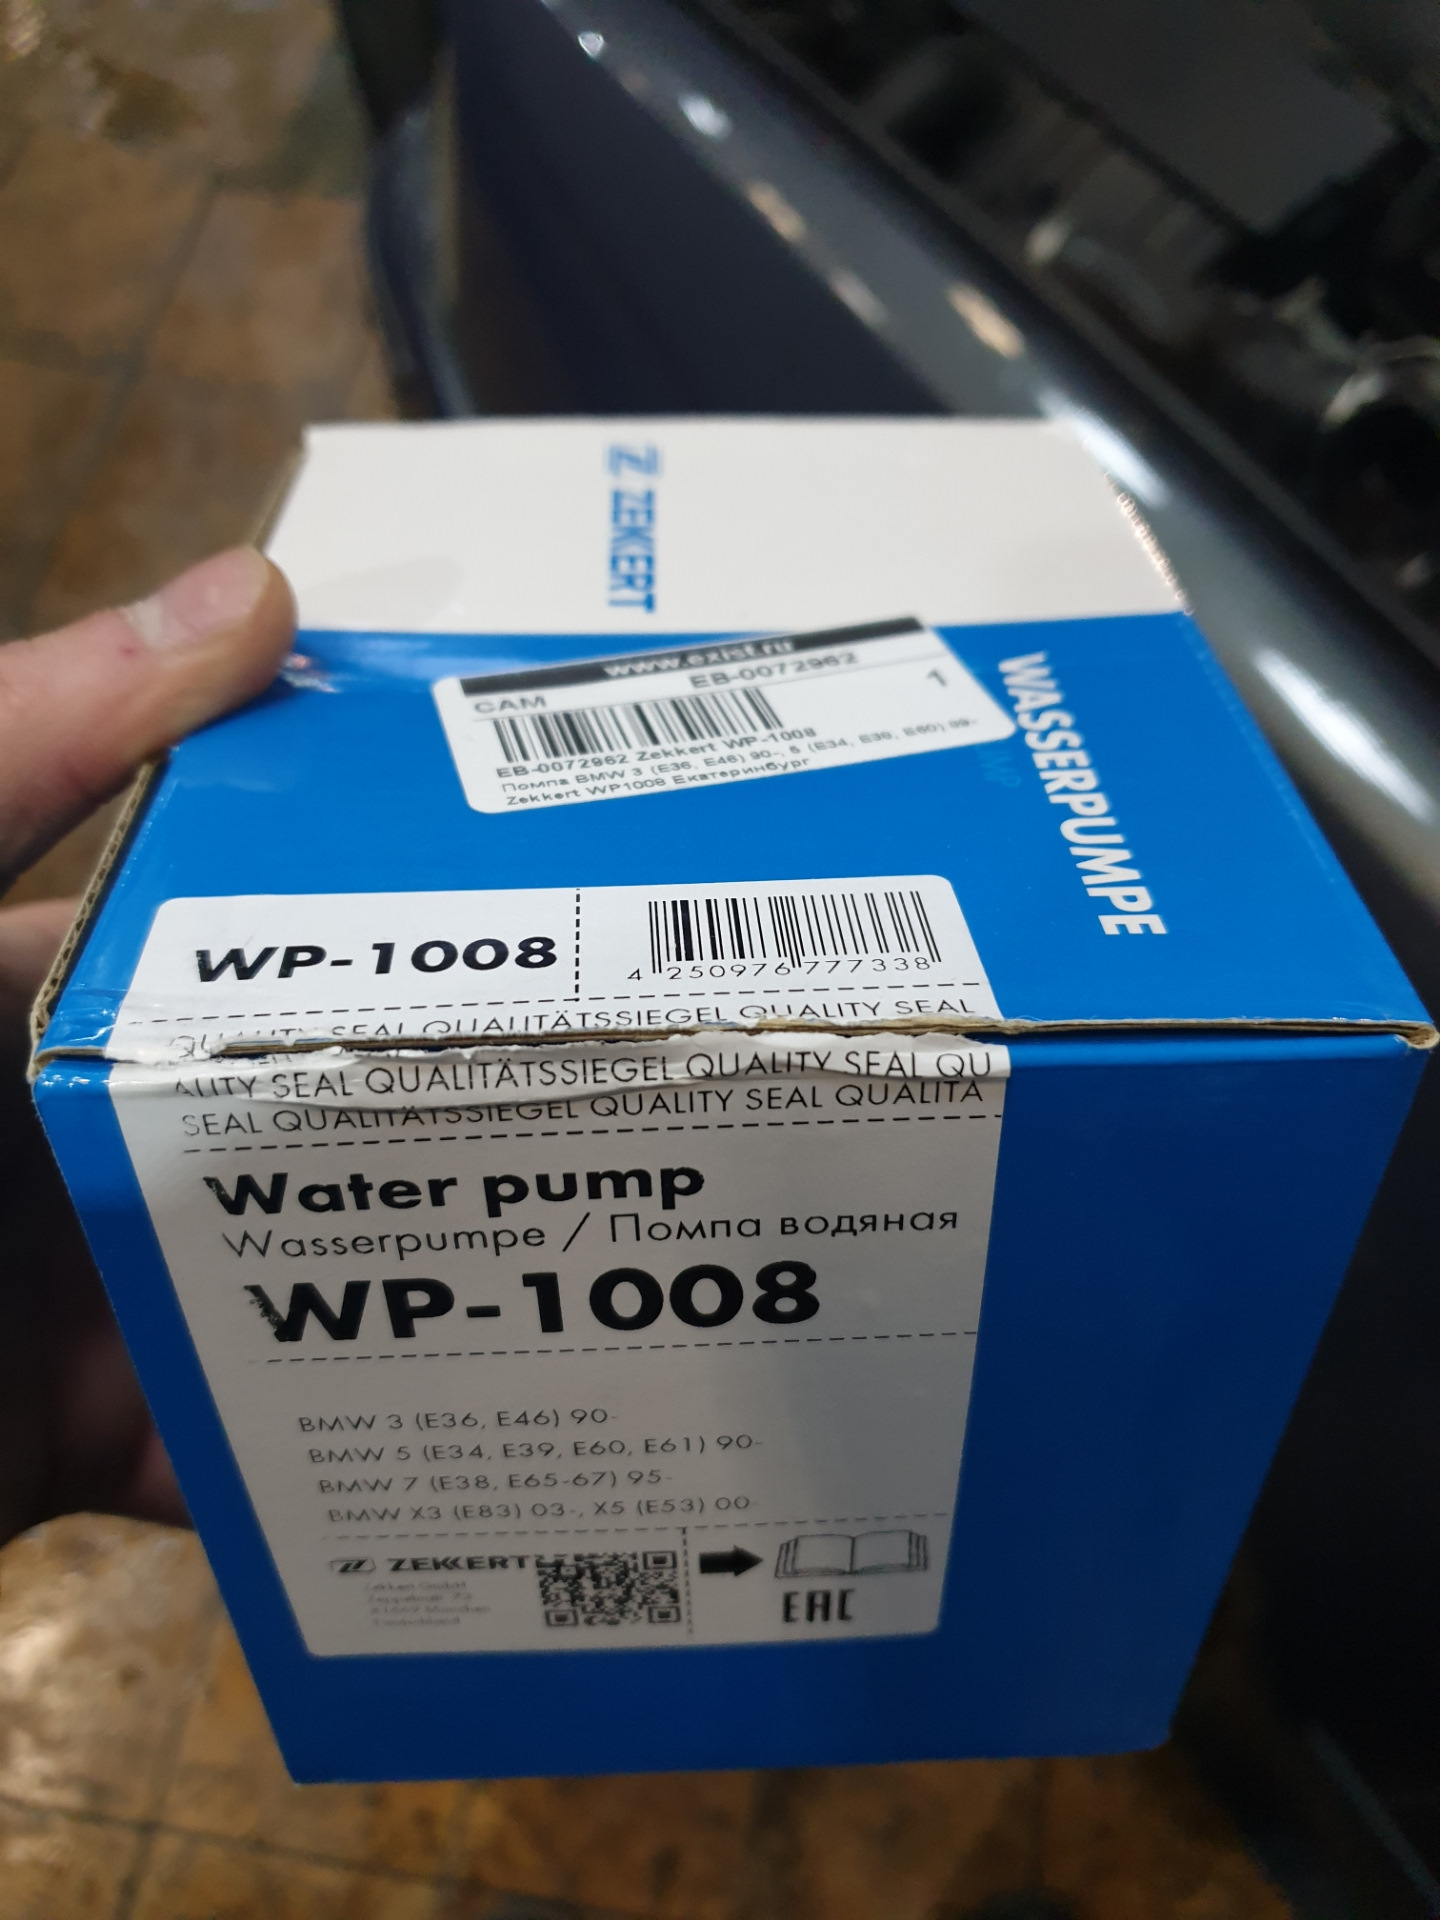 ZEKKERT
WASSERPUMPE
www.exist.ru
EB-0072962
САМ
1
EB-0072962 Zekkert WP-1008
Помпа BMW 3 (E36, E46) 90-, 5 (E34, E39, E60) 99-
Zekkert WP1008 Екатеринбург
WP-1008
4 250976 777338
SEAL QUALITÄTSSIEGEL QUALITY SEAL
SEAL QUALITÄTSSIEGEL QUALITY SEAL QU
SEAL QUALITÄTSSIEGEL QUALITY SEAL QUALITA
Water pump
Wasserpumpe / Помпа водяная
WP-1008
BMW 3 (E36, E46) 90-
BMW 5 (E34, E39, E60, E61) 90-
BMW 7 (E38, E65-67) 95-
BMW X3 (E83) 03-, X5 (E53) 00-
ZEKKERT
Zekkert GmbH
EAC